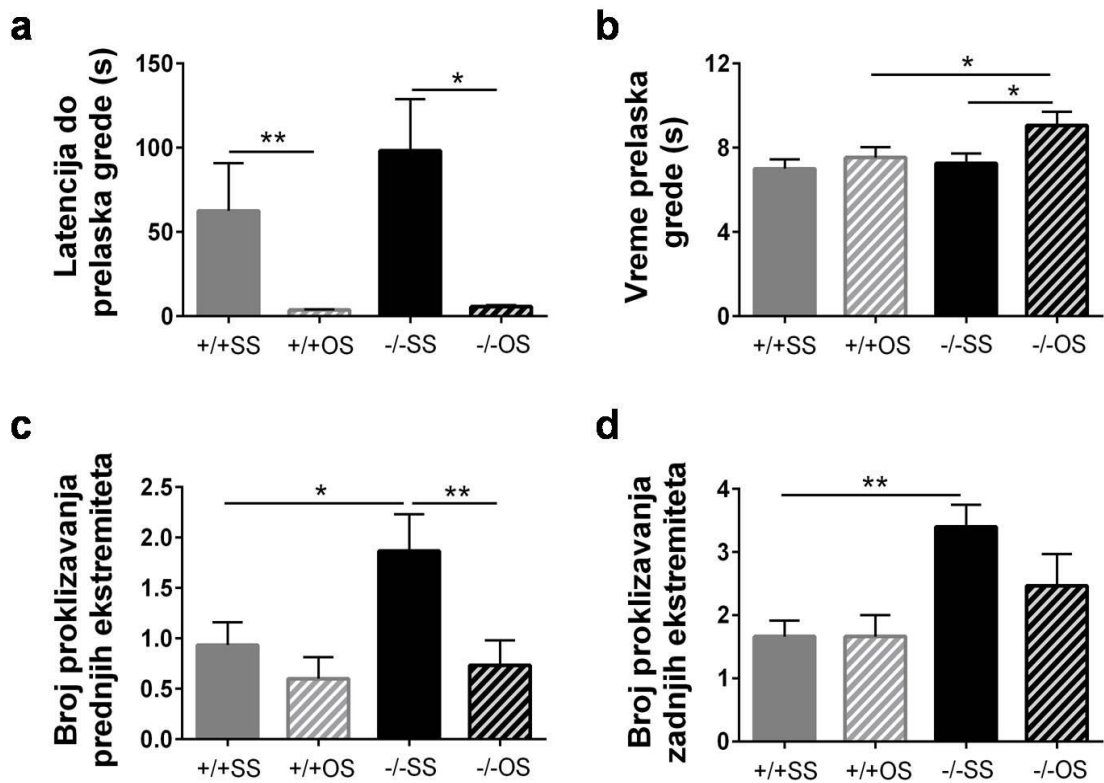 a
Latencija do
prelaska grede (s)
150
100
50
0
**
*
+/+SS +/+OS -/-SS -/-OS
b
Vreme prelaska
grede (s)
12
8
4
0
*
*
+/+SS +/+OS -/-SS -/-OS
c
Broj proklizavanja
prednjih ekstremiteta
2.5
2.0
1.5
1.0
0.5
0.0
*
**
+/+SS +/+OS -/-SS -/-OS
d
Broj proklizavanja
zadnjih ekstremiteta
4
3
2
1
0
**
+/+SS +/+OS -/-SS -/-OS